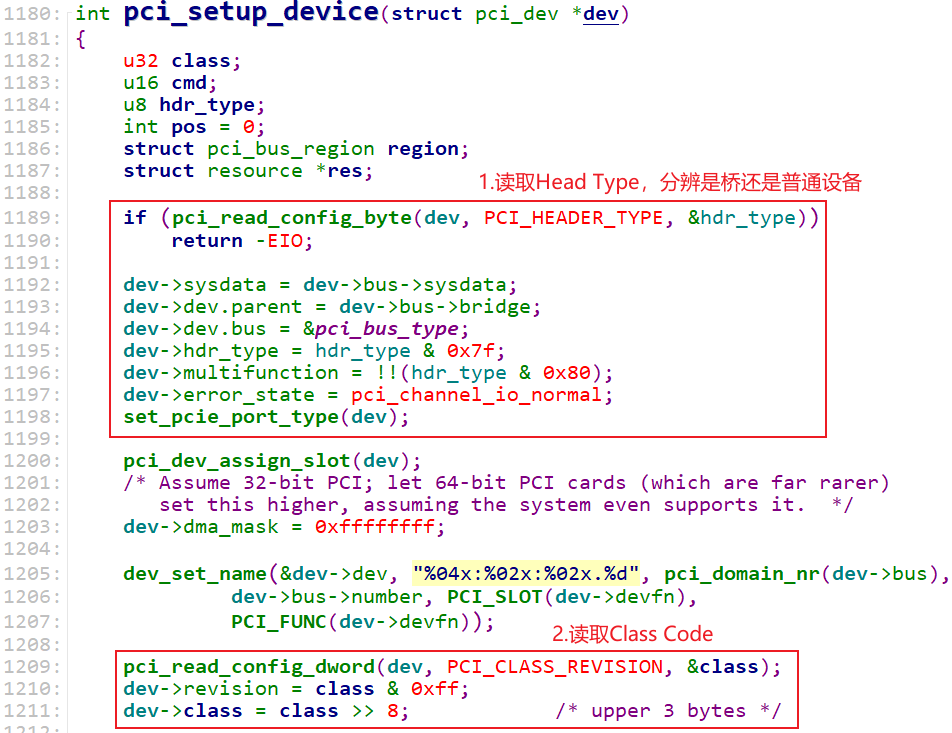 1180: int pci_setup_device(struct pci_dev *dev)
1181: {
1182: u32 class;
1183: u16 cmd;
1184: u8 hdr_type;
1185: int pos = 0;
1186: struct pci_bus_region region;
1187: struct resource *res;
1.读取Head Type，分辨是桥还是普通设备
1188:
1189: if (pci_read_config_byte(dev, PCI_HEADER_TYPE, &hdr_type))
1190: return -EIO;
1191:
1192: dev->sysdata = dev->bus->sysdata;
1193: dev->dev.parent = dev->bus->bridge;
1194: dev->dev.bus = &pci_bus_type;
1195: dev->hdr_type = hdr_type & 0x7f;
1196: dev->multifunction = !!(hdr_type & 0x80);
1197: dev->error_state = pci_channel_io_normal;
1198: set_pcie_port_type(dev);
1199:
1200: pci_dev_assign_slot(dev);
1201: /* Assume 32-bit PCI; let 64-bit PCI cards (which are far rarer)
1202: set this higher, assuming the system even supports it. */
1203: dev->dma_mask = 0xffffffff;
1204:
1205: dev_set_name(&dev->dev, "%04x:%02x:%02x.%d", pci_domain_nr(dev->bus),
1206: dev->bus->number, PCI_SLOT(dev->devfn),
1207: PCI_FUNC(dev->devfn));
2.读取Class Code
1208:
1209: pci_read_config_dword(dev, PCI_CLASS_REVISION, &class);
1210: dev->revision = class & 0xff;
1211: dev->class = class >> 8; /* upper 3 bytes */
1212: